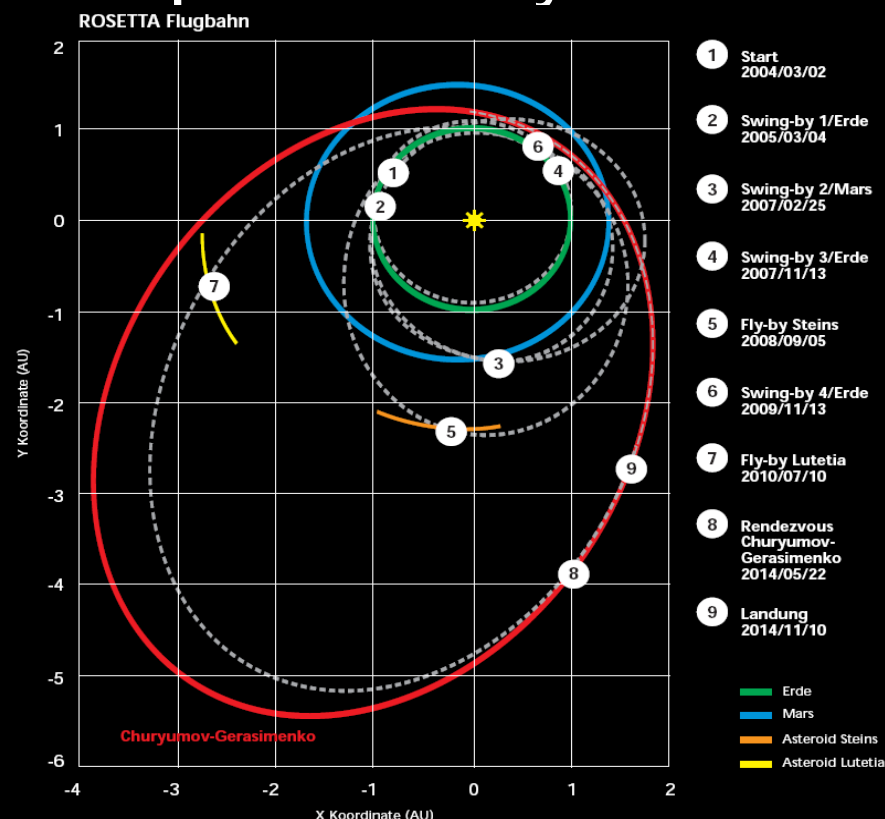 ROSETTA Flugbahn
2
1
0
-1
-2
-3
-4
-5
-6
-4
-3
-2
-1
0
1
2
Y Koordinate (AU)
X Koordinate (AU)
1
2
3
4
5
6
7
8
9
Churyumov-Gerasimenko
1 Start
2004/03/02
2 Swing-by 1/Erde
2005/03/04
3 Swing-by 2/Mars
2007/02/25
4 Swing-by 3/Erde
2007/11/13
5 Fly-by Steins
2008/09/05
6 Swing-by 4/Erde
2009/11/13
7 Fly-by Lutetia
2010/07/10
8 Rendezvous
Churyumov-
Gerasimenko
2014/05/22
9 Landung
2014/11/10
Erde
Mars
Asteroid Steins
Asteroid Lutetia